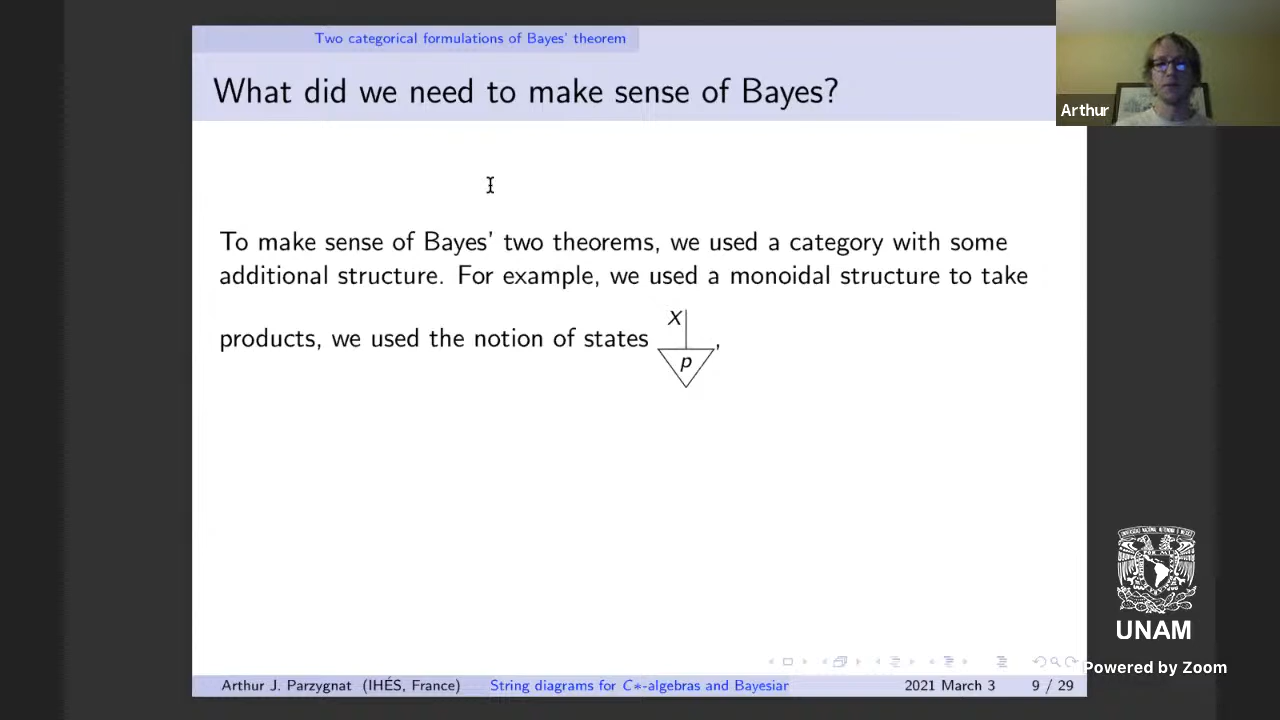 Two categorical formulations of Bayes' theorem
What did we need to make sense of Bayes?
Arthur
To make sense of Bayes' two theorems, we used a category with some
additional structure. For example, we used a monoidal structure to take
X
products, we used the notion of states
p
,
UNAM
Powered by Zoom
Arthur J. Parzygnat (IHÉS, France) String diagrams for C∗-algebras and Bayesian 2021 March 3 9 / 29